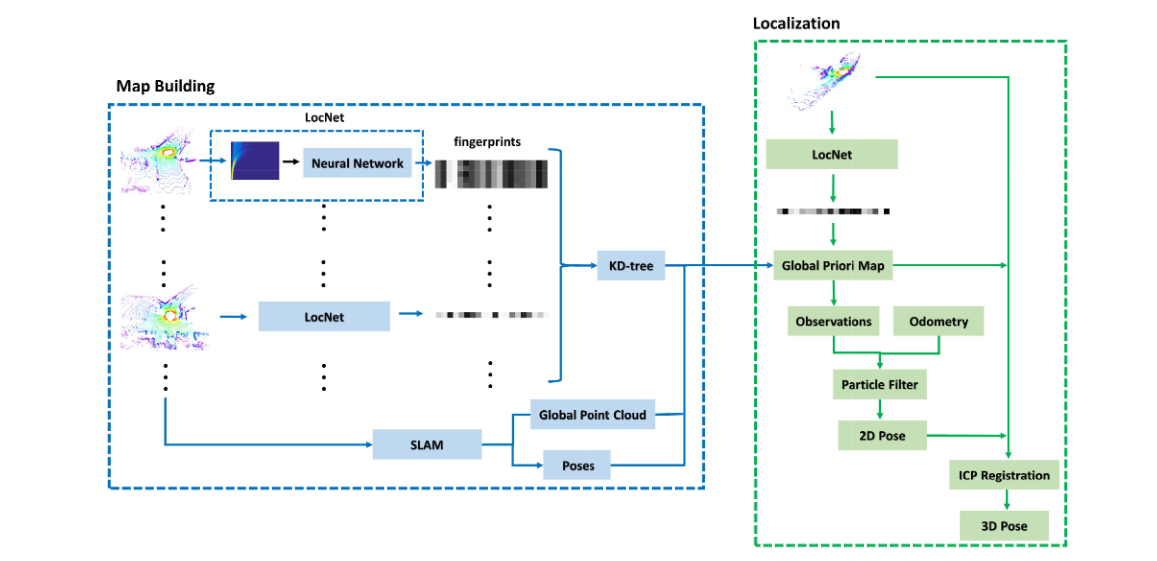 Localization
Map Building
LocNet
fingerprints
Neural Network
LocNet
KD-tree
Global Priori Map
LocNet
Observations
Odometry
Particle Filter
Global Point Cloud
2D Pose
SLAM
Poses
ICP Registration
3D Pose